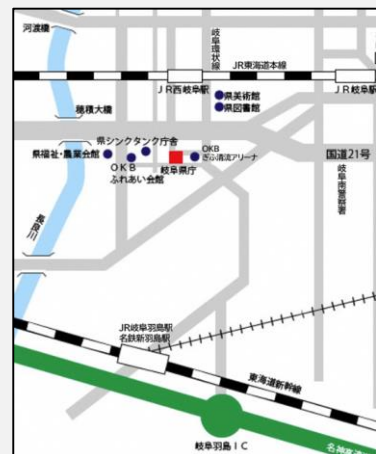 河渡橋
岐阜環状線
JR東海道本線
JR西岐阜駅
JR岐阜駅
県美術館
県図書館
穂積大橋
県シンクタンク庁舎
県福祉・農業会館
OKB
ふれあい会館
岐阜県庁
OKB
ぎふ清流アリーナ
国道21号
岐阜南警察署
長良川
JR岐阜羽島駅
名鉄新羽島駅
東海道新幹線
岐阜羽島IC
名神高速